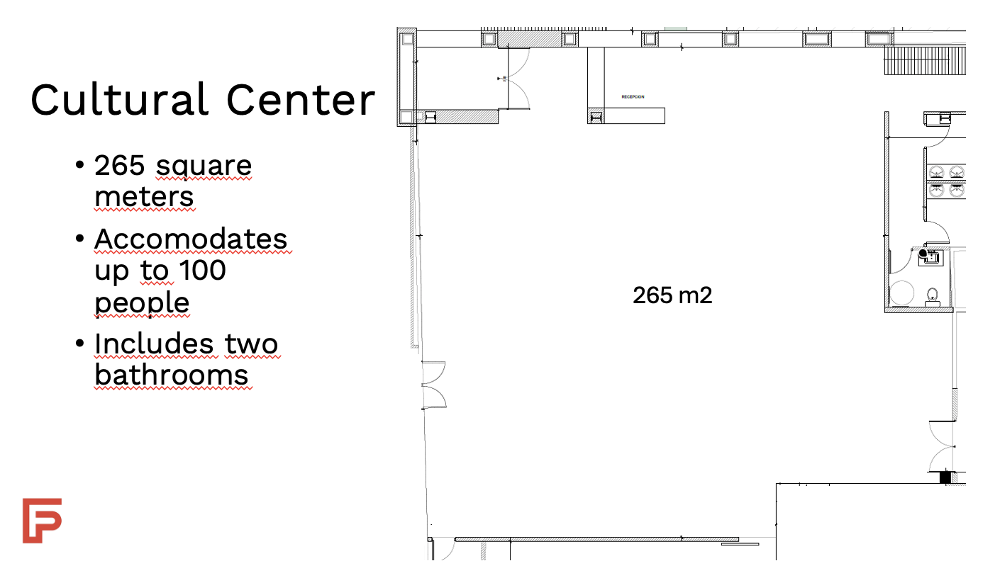 Cultural Center
• 265 square
meters
• Accomodates
up to 100
people
• Includes two
bathrooms
RECEPCION
265 m2